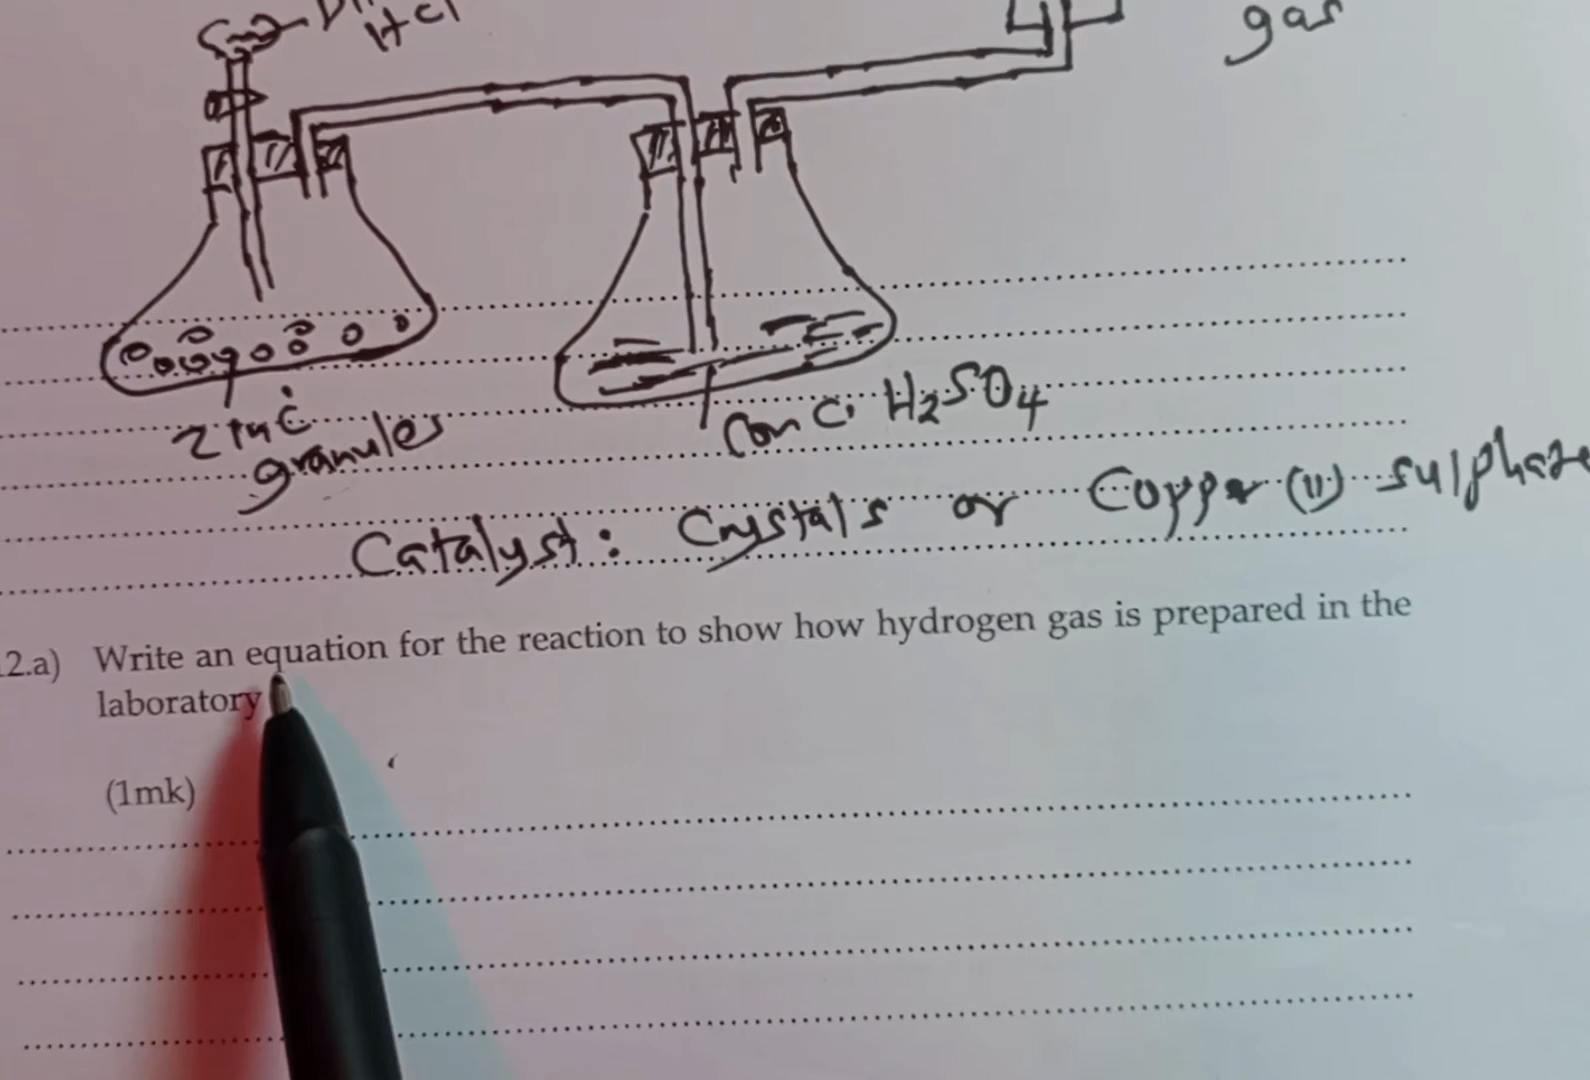 HCl
gas
Zinc
granules
Conc. H₂SO₄
Catalyst: Crystals or Copper (II) sulphate
2.a) Write an equation for the reaction to show how hydrogen gas is prepared in the
laboratory
(1mk)